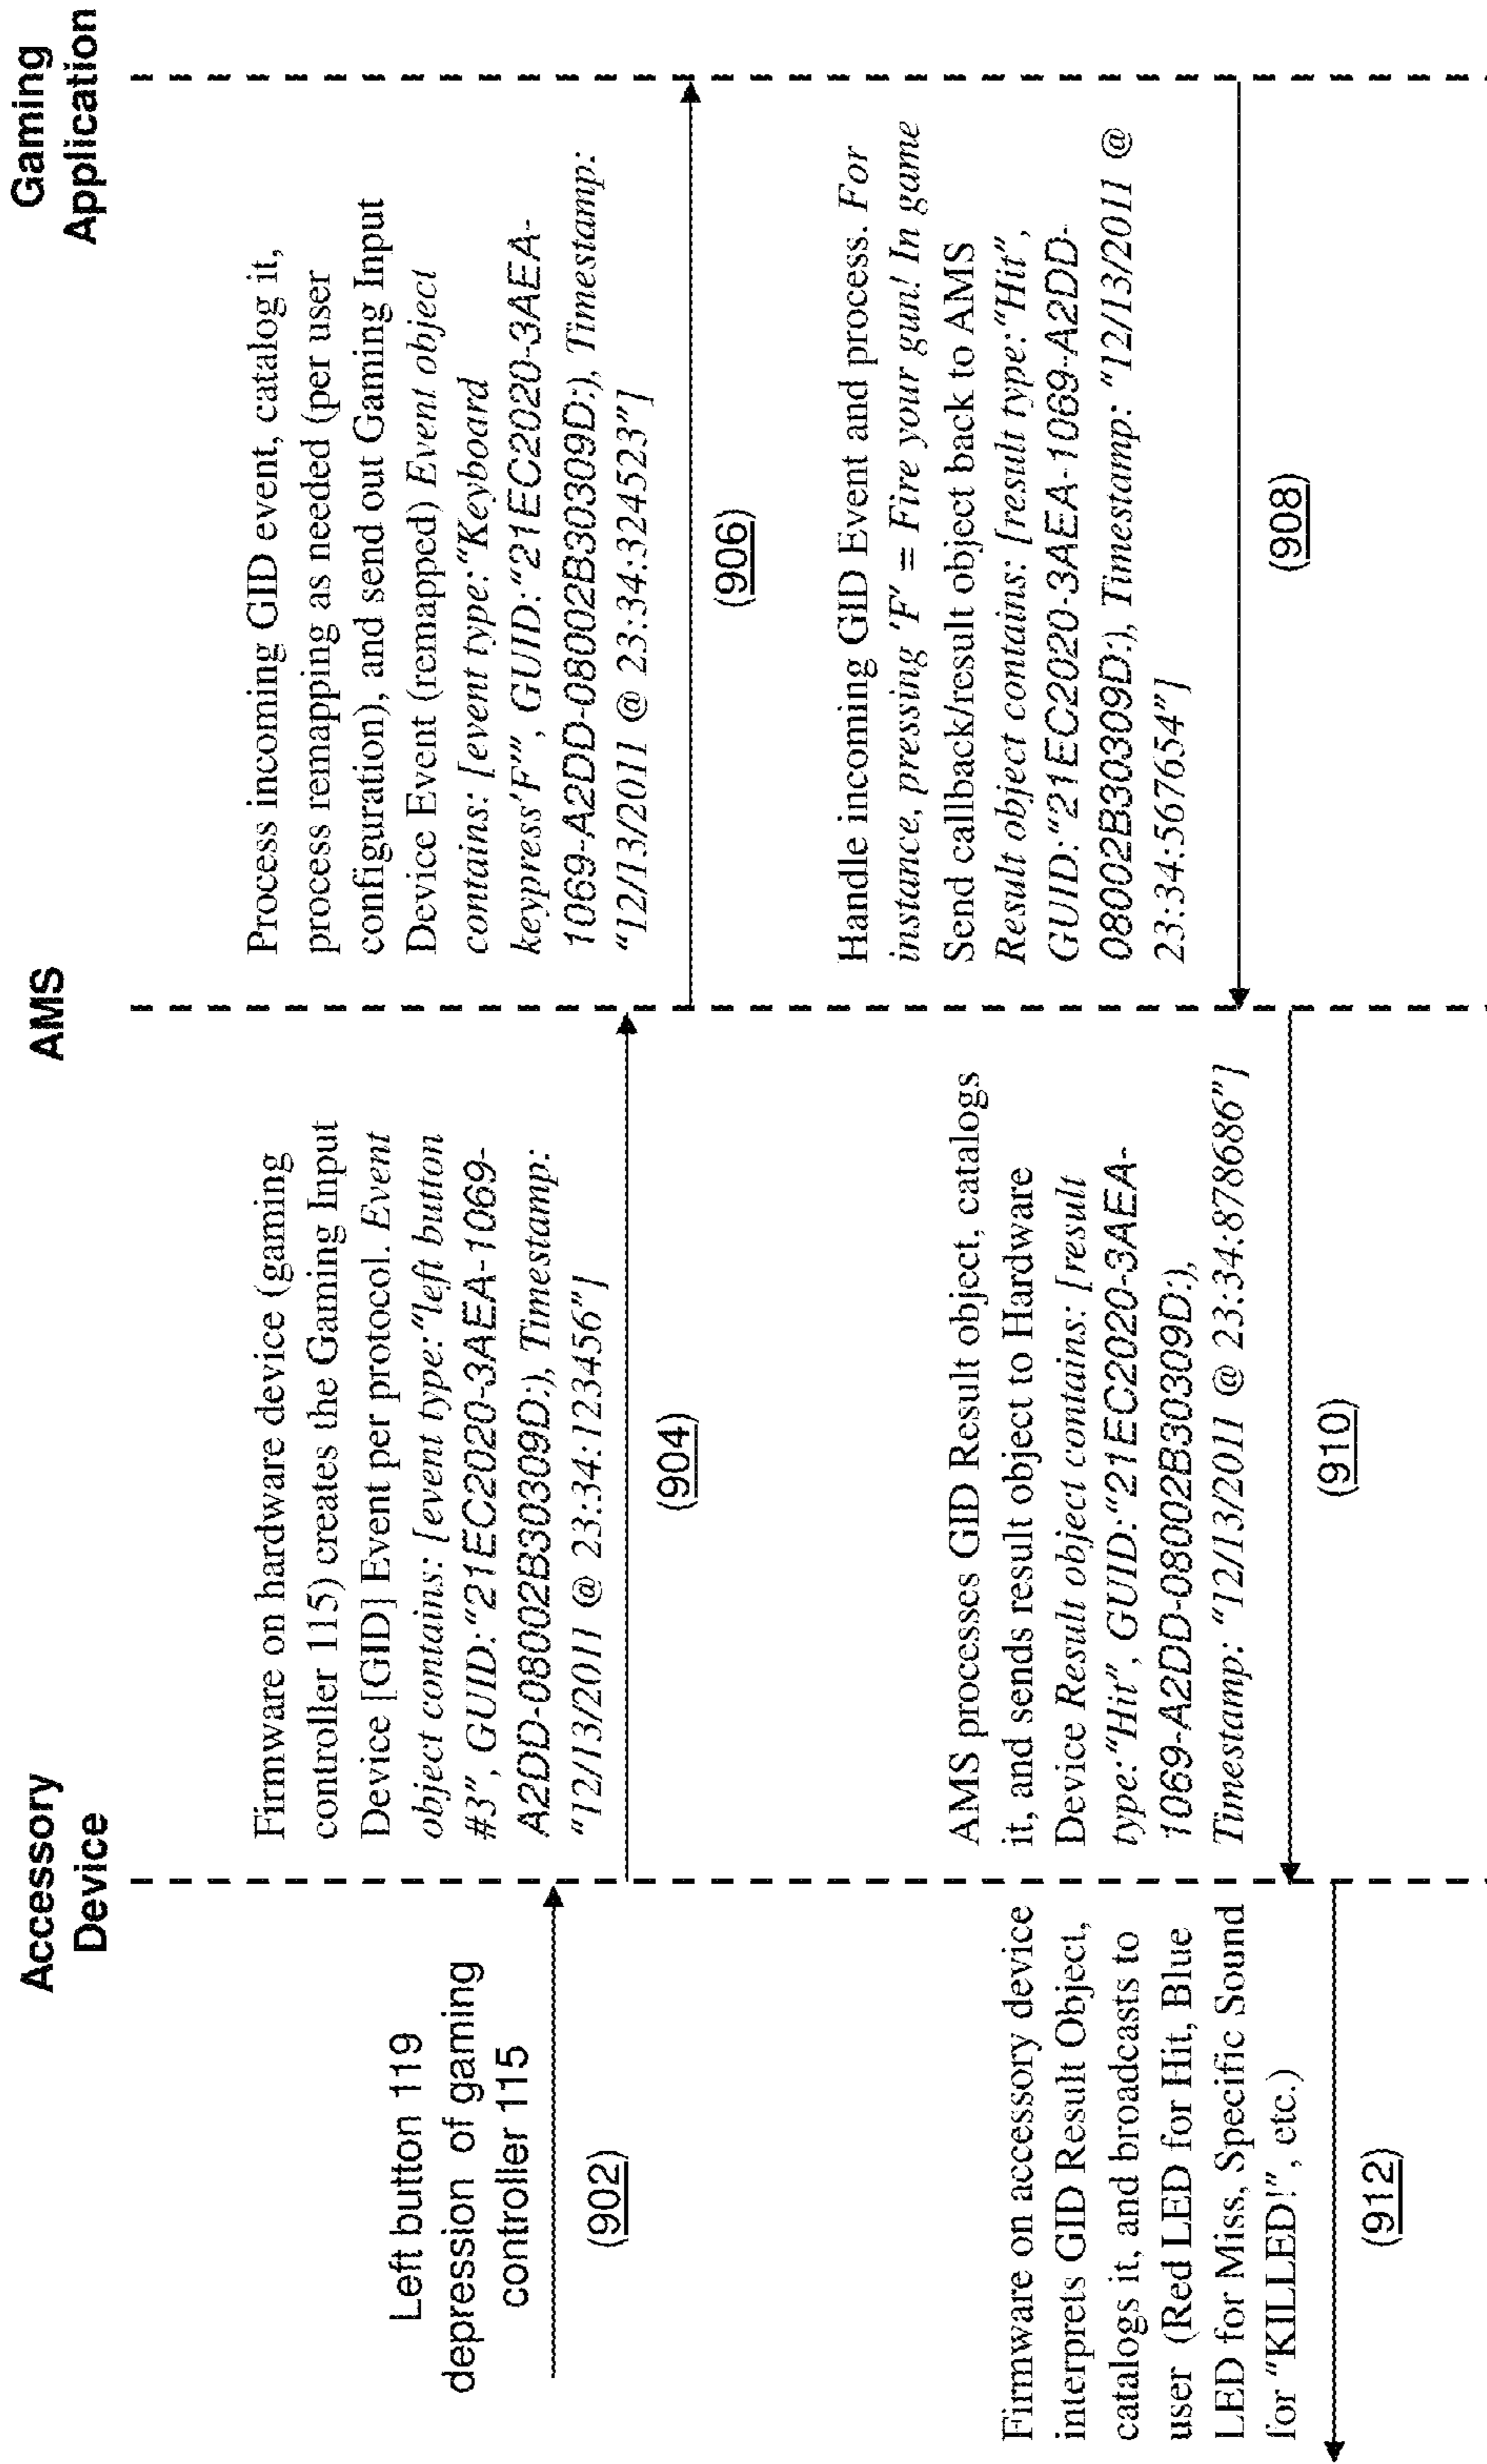 Accessory
Device
AMS
Gaming
Application
Left button 119
depression of gaming
controller 115
(902)
Firmware on hardware device (gaming
controller 115) creates the Gaming Input
Device [GID] Event per protocol. Event
object contains: [event type:"left button
#3", GUID:"21EC2020-3AEA-1069-
A2DD-08002B30309D:), Timestamp:
"12/13/2011 @ 23:34:123456"]
(904)
Process incoming GID event, catalog it,
process remapping as needed (per user
configuration), and send out Gaming Input
Device Event (remapped) Event object
contains: [event type:"Keyboard
keypress'F'", GUID:"21EC2020-3AEA-
1069-A2DD-08002B30309D:), Timestamp:
"12/13/2011 @ 23:34:324523"]
(906)
Handle incoming GID Event and process. For
instance, pressing 'F' = Fire your gun! In game
Send callback/result object back to AMS
Result object contains: [result type:"Hit",
GUID:"21EC2020-3AEA-1069-A2DD-
08002B30309D:), Timestamp: "12/13/2011 @
23:34:567654"]
(908)
AMS processes GID Result object, catalogs
it, and sends result object to Hardware
Device Result object contains: [result
type:"Hit", GUID:"21EC2020-3AEA-
1069-A2DD-08002B30309D:),
Timestamp: "12/13/2011 @ 23:34:878686"]
(910)
Firmware on accessory device
interprets GID Result Object,
catalogs it, and broadcasts to
user (Red LED for Hit, Blue
LED for Miss, Specific Sound
for "KILLED!", etc.)
(912)